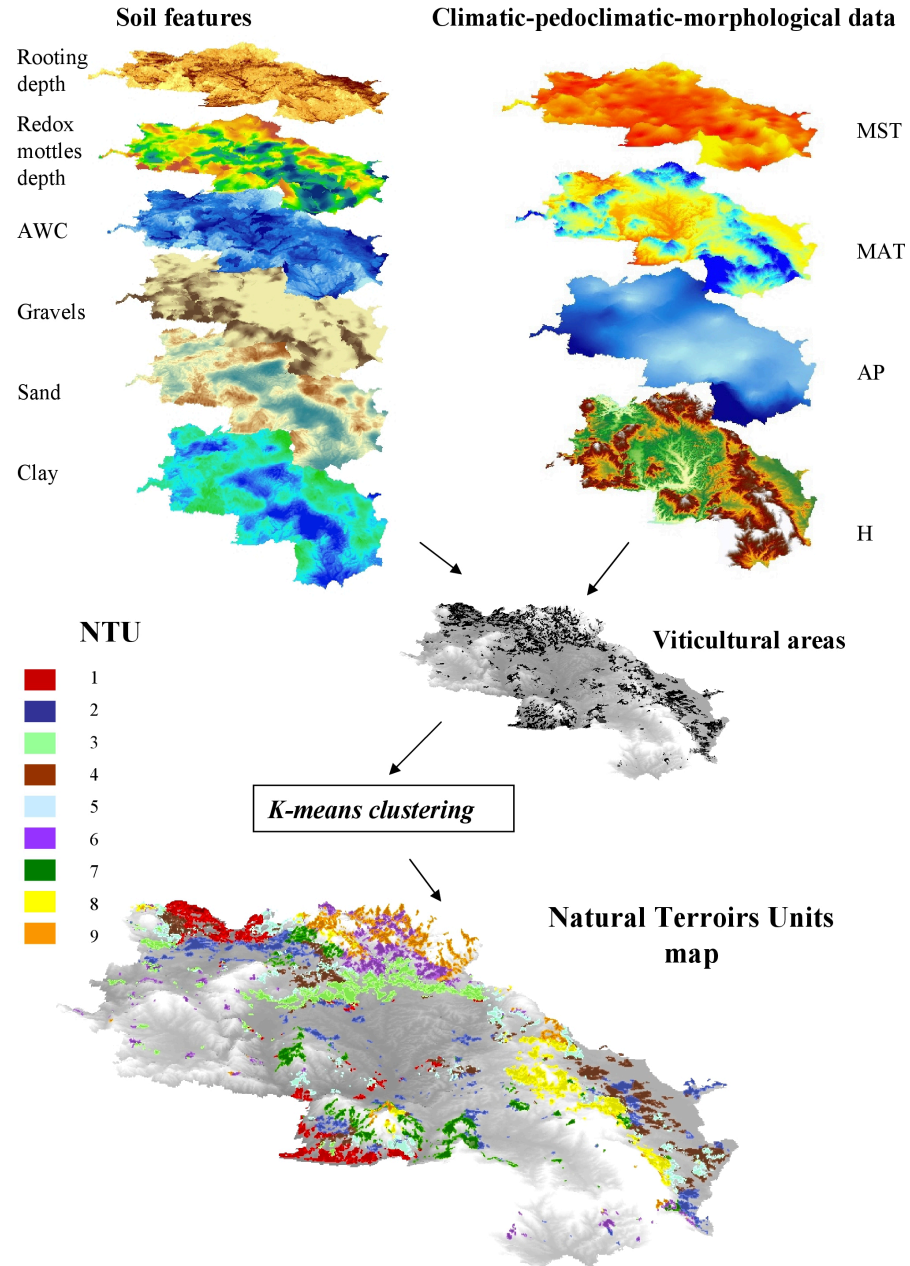 Soil features
Climatic-pedoclimatic-morphological data
Rooting
depth
Redox
mottles
depth
AWC
Gravels
Sand
Clay
MST
MAT
AP
H
Viticultural areas
NTU
1
2
3
4
5
6
7
8
9
K-means clustering
Natural Terroirs Units
map